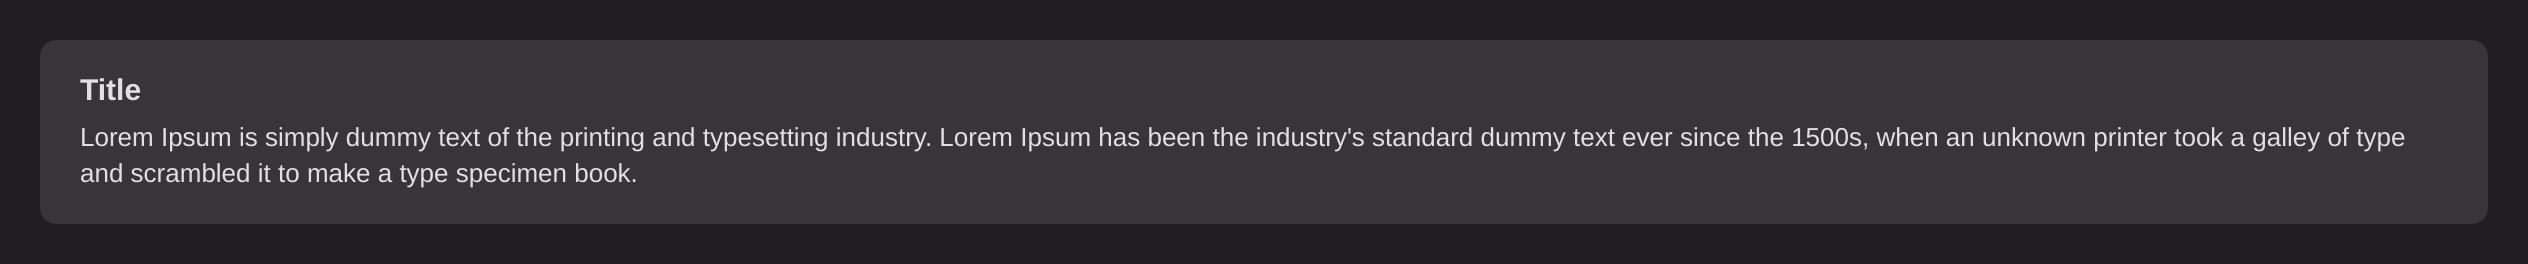 Title
Lorem Ipsum is simply dummy text of the printing and typesetting industry. Lorem Ipsum has been the industry's standard dummy text ever since the 1500s, when an unknown printer took a galley of type
and scrambled it to make a type specimen book.